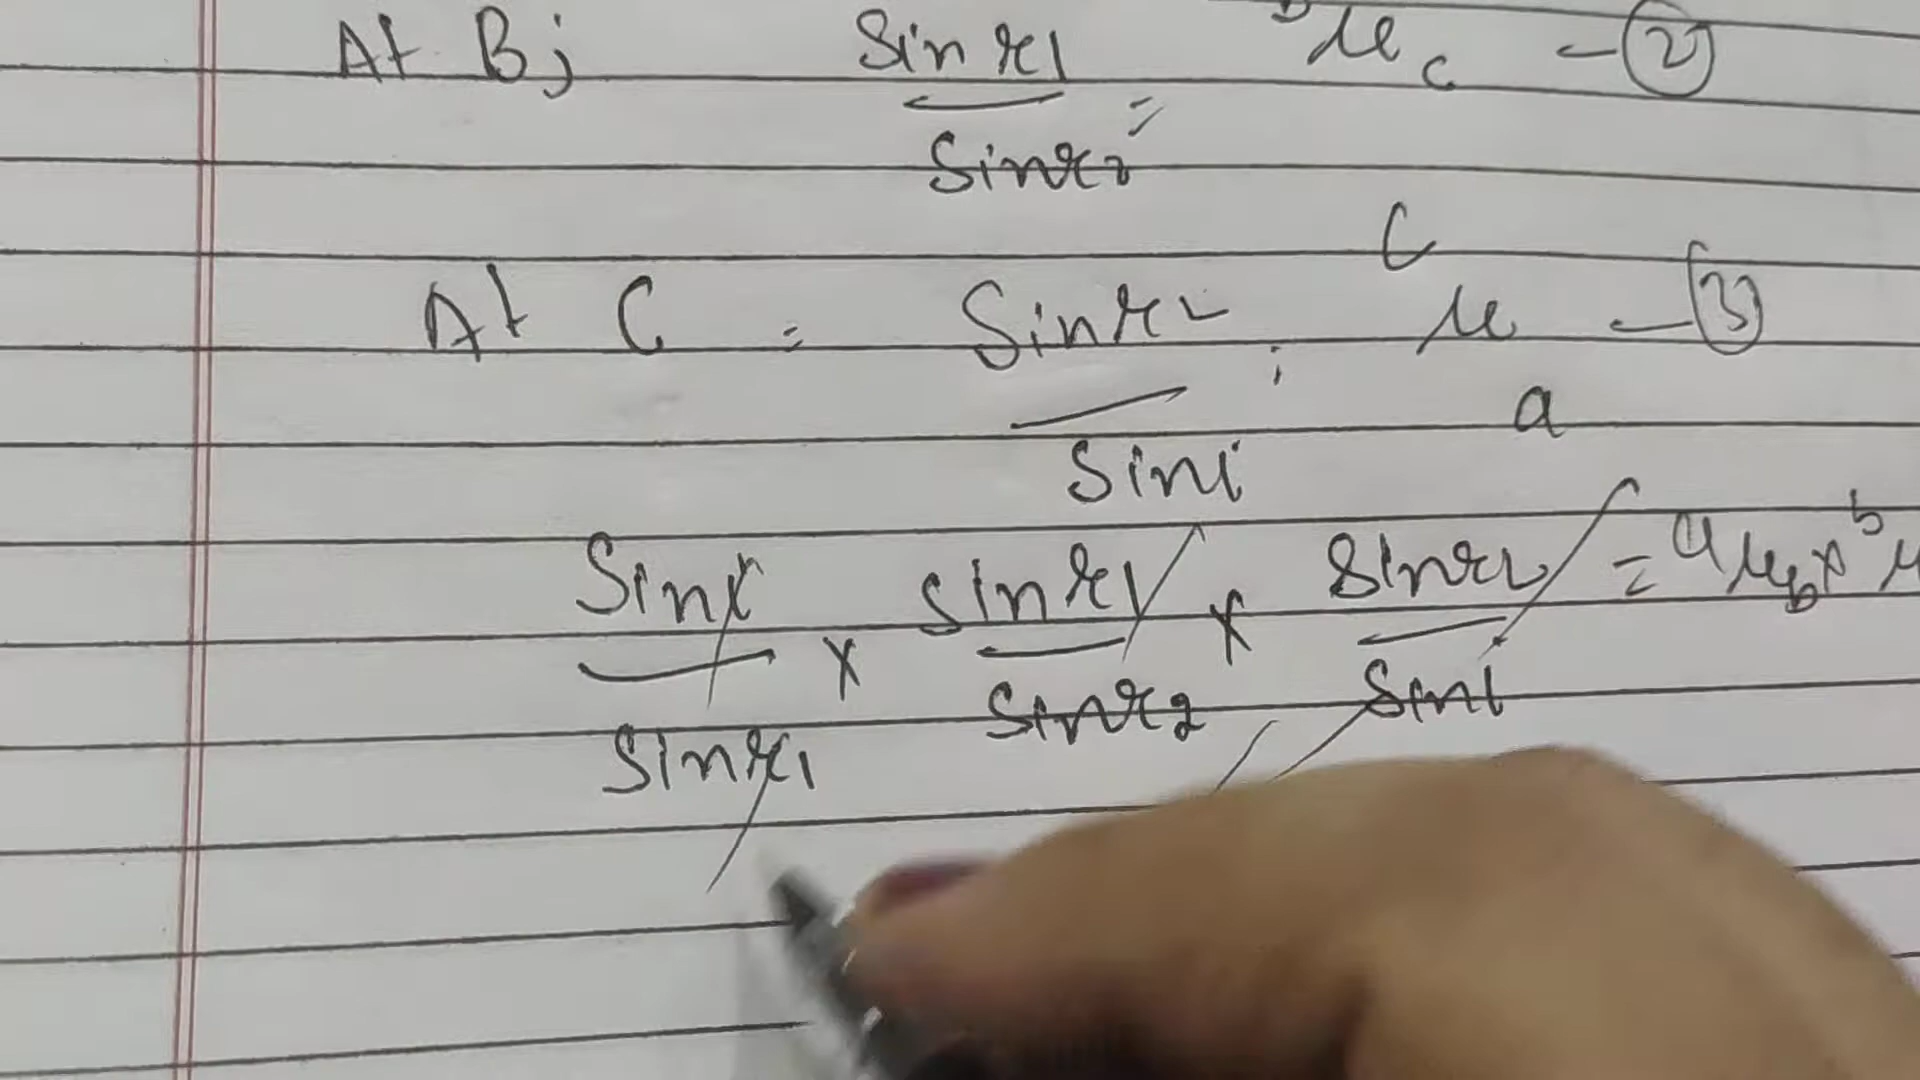 At B; Sin r1 / Sin r2 = ᵇμc - ②
At C = Sin r2 / Sin i = ᶜμa - ③
Sin i / Sin r1 x Sin r1 / Sin r2 x Sin r2 / Sin i = ᵃμb x ᵇμ